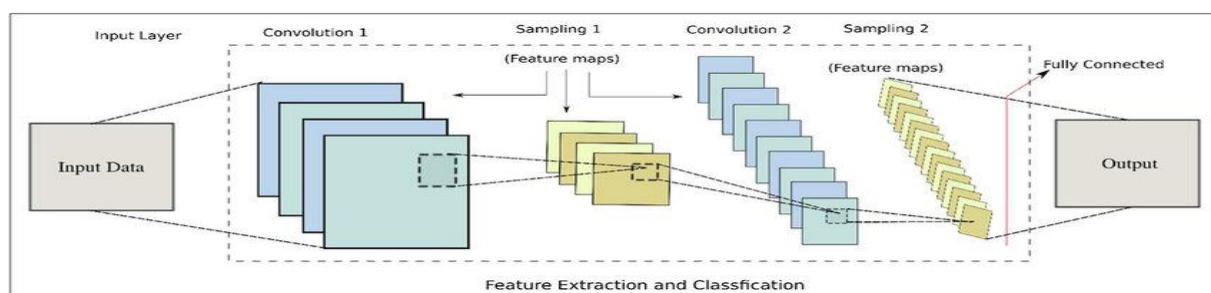 Input Layer
Convolution 1
Sampling 1
Convolution 2
Sampling 2
(Feature maps)
(Feature maps)
Fully Connected
Input Data
Output
Feature Extraction and Classfication